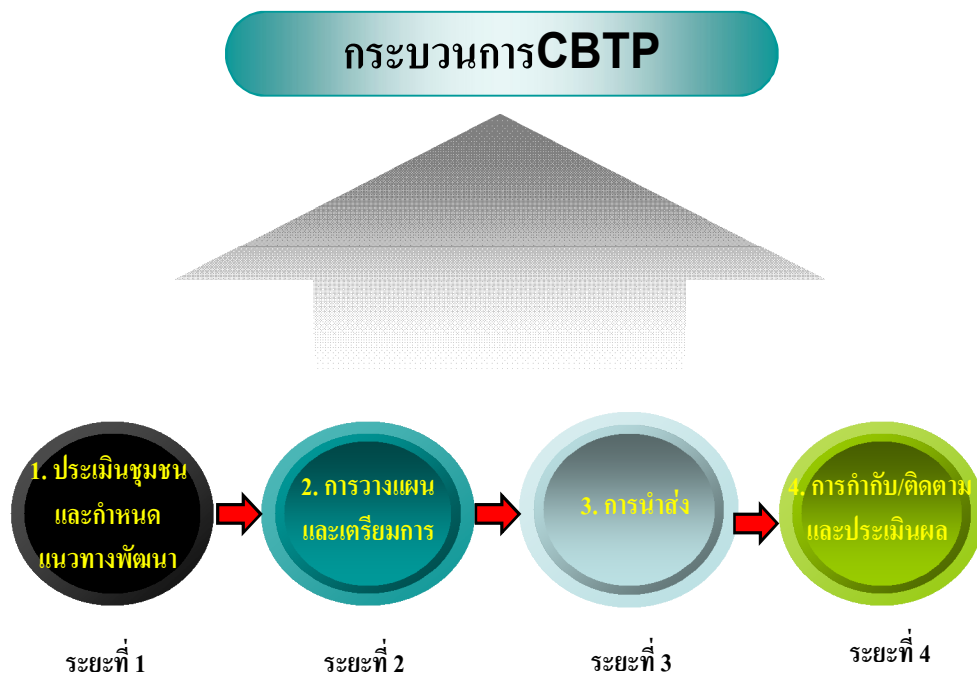 กระบวนการCBTP
1. ประเมินชุมชน
และกำหนด
แนวทางพัฒนา
2. การวางแผน
และเตรียมการ
3. การนำส่ง
4. การกำกับ/ติดตาม
และประเมินผล
ระยะที่ 1
ระยะที่ 2
ระยะที่ 3
ระยะที่ 4